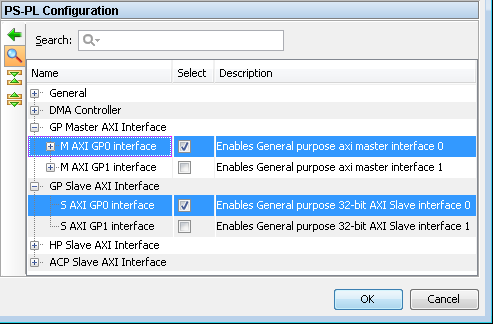 PS-PL Configuration
Search:
Name Select Description
General
DMA Controller
GP Master AXI Interface
M AXI GP0 interface Enables General purpose axi master interface 0
M AXI GP1 interface Enables General purpose axi master interface 1
GP Slave AXI Interface
S AXI GP0 interface Enables General purpose 32-bit AXI Slave interface 0
S AXI GP1 interface Enables General purpose 32-bit AXI Slave interface 1
HP Slave AXI Interface
ACP Slave AXI Interface
OK Cancel